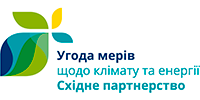 Угода мерів
щодо клімату та енергії
Східне партнерство